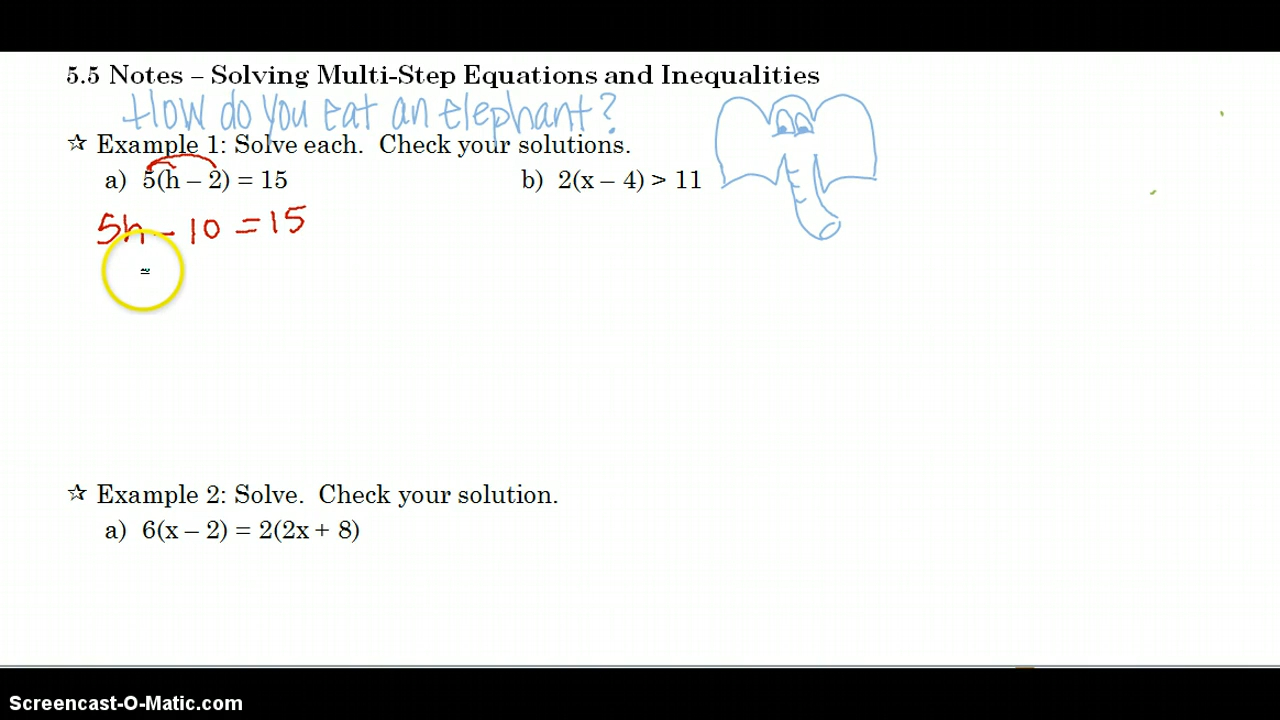 5.5 Notes – Solving Multi-Step Equations and Inequalities
How do you eat an elephant?
☆ Example 1: Solve each. Check your solutions.
a) 5(h – 2) = 15 b) 2(x – 4) > 11
5h – 10 = 15
☆ Example 2: Solve. Check your solution.
a) 6(x – 2) = 2(2x + 8)
Screencast-O-Matic.com